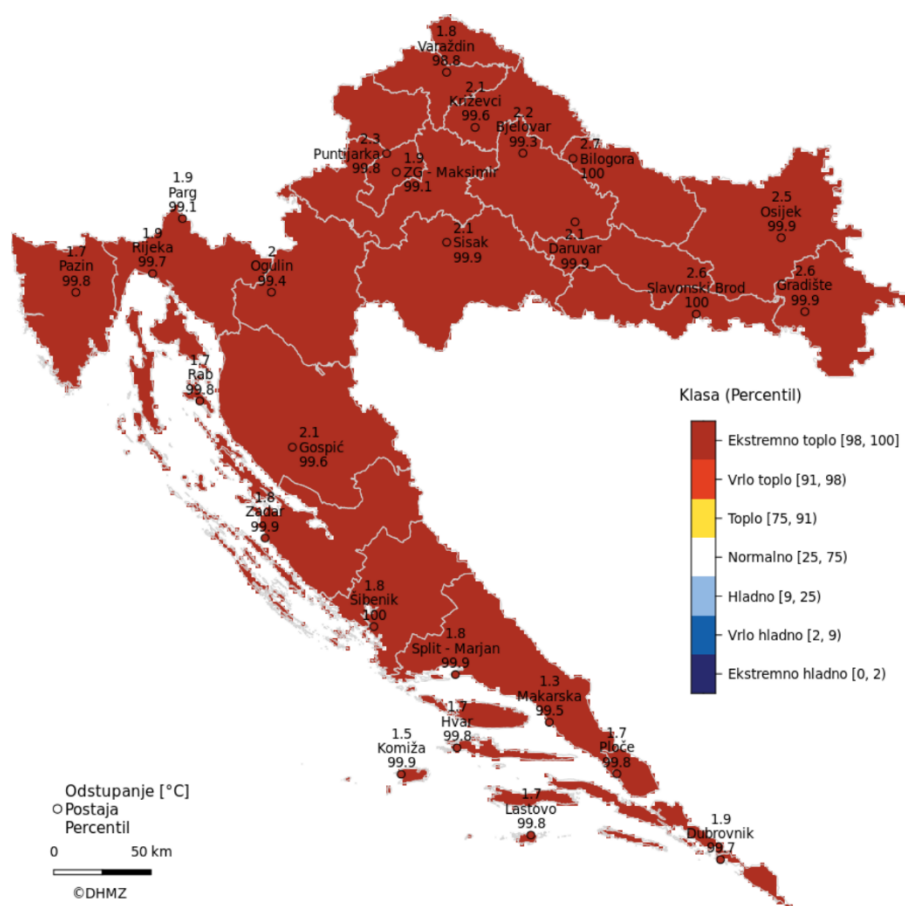 1.8
Varaždin
98.8
2.1
Križevci
99.6
2.2
Bjelovar
99.3
2.3
Puntijarka
99.8
1.9
ZG - Maksimir
99.1
2.7
Bilogora
100
1.9
Parg
99.1
2.5
Osijek
99.9
1.7
Pazin
99.8
1.9
Rijeka
99.7
2
Ogulin
99.4
2.1
Sisak
99.9
2.1
Daruvar
99.9
2.6
Slavonski Brod
100
2.6
Gradište
99.9
1.7
Rab
99.8
2.1
Gospić
99.6
1.8
Zadar
99.9
1.8
Šibenik
100
1.8
Split - Marjan
99.9
1.3
Makarska
99.5
1.7
Hvar
99.8
1.5
Komiža
99.9
1.7
Ploče
99.8
1.7
Lastovo
99.8
1.9
Dubrovnik
99.7
Klasa (Percentil)
Ekstremno toplo [98, 100]
Vrlo toplo [91, 98)
Toplo [75, 91)
Normalno [25, 75)
Hladno [9, 25)
Vrlo hladno [2, 9)
Ekstremno hladno [0, 2)
Odstupanje [°C]
Postaja
Percentil
0 50 km
©DHMZ